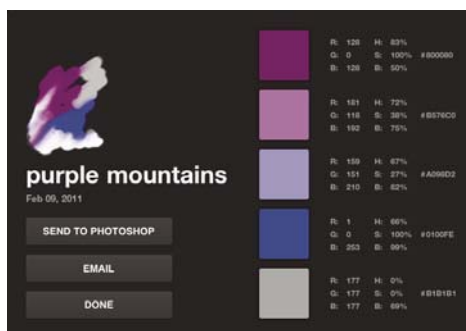 purple mountains
Feb 09, 2011
SEND TO PHOTOSHOP
EMAIL
DONE
R: 128 H: 83%
G: 0 S: 100% #800080
B: 128 B: 50%
R: 181 H: 72%
G: 118 S: 38% #B576C0
B: 192 B: 75%
R: 159 H: 67%
G: 151 S: 27% #A098D2
B: 210 B: 82%
R: 1 H: 66%
G: 0 S: 100% #0100FE
B: 253 B: 99%
R: 177 H: 0%
G: 177 S: 0% #B1B1B1
B: 177 B: 69%